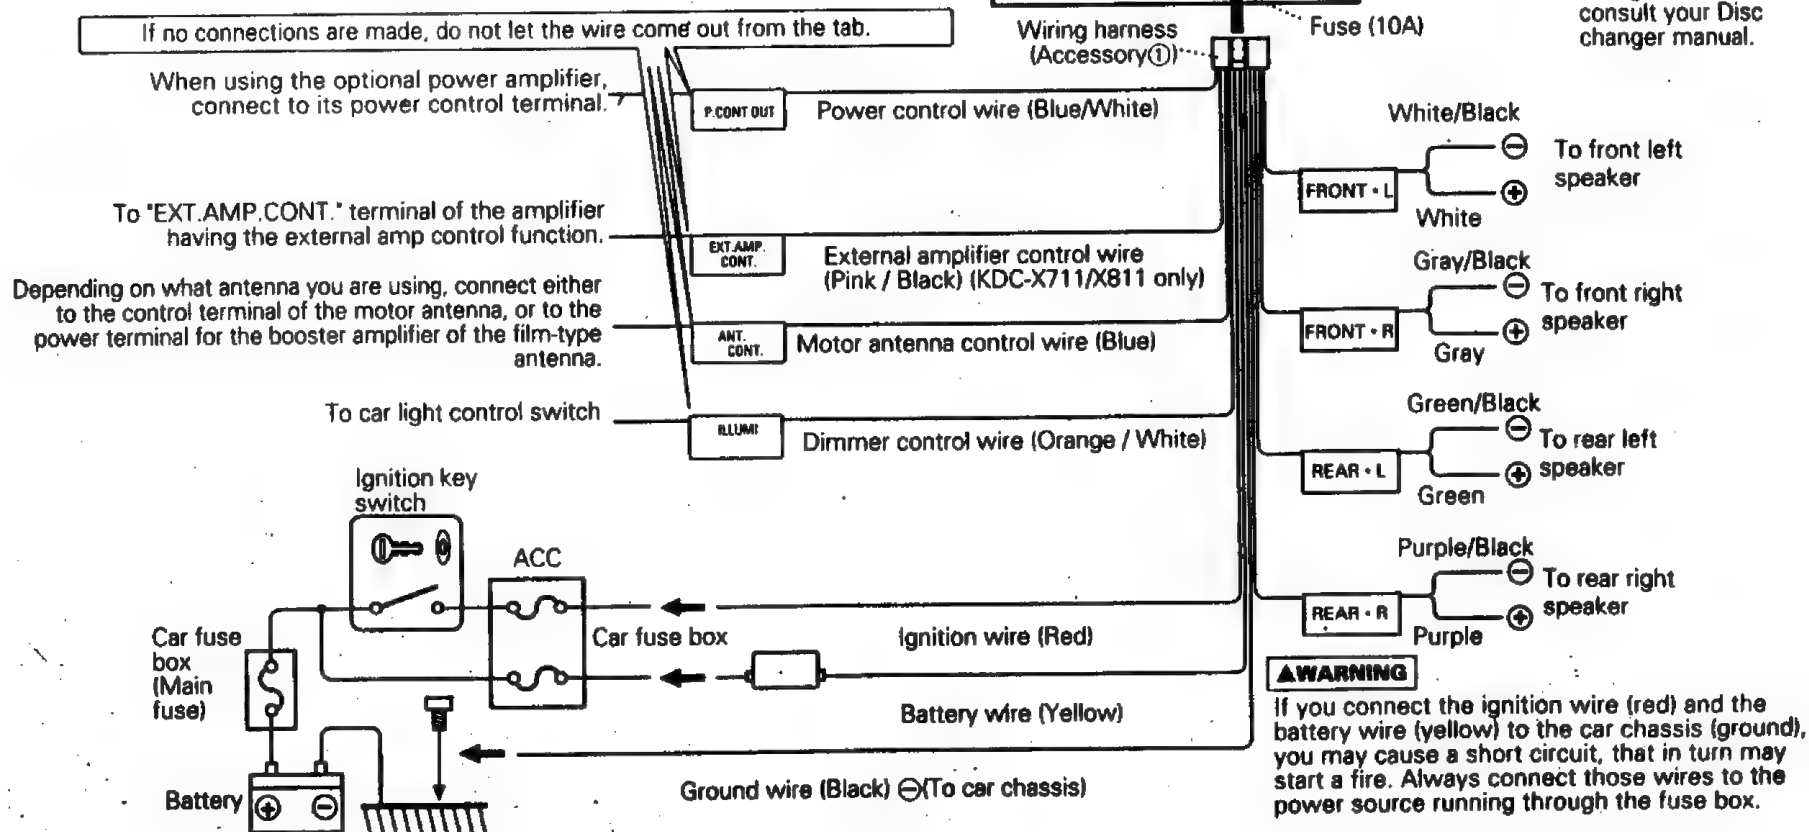 If no connections are made, do not let the wire come out from the tab.
Wiring harness
(Accessory①)
Fuse (10A)
consult your Disc
changer manual.
When using the optional power amplifier,
connect to its power control terminal.
P.CONT OUT
Power control wire (Blue/White)
White/Black
⊖
To front left
speaker
FRONT • L
⊕
White
To "EXT.AMP.CONT." terminal of the amplifier
having the external amp control function.
EXT.AMP.
CONT.
External amplifier control wire
(Pink / Black) (KDC-X711/X811 only)
Gray/Black
⊖
To front right
speaker
FRONT • R
⊕
Gray
Depending on what antenna you are using, connect either
to the control terminal of the motor antenna, or to the
power terminal for the booster amplifier of the film-type
antenna.
ANT.
CONT.
Motor antenna control wire (Blue)
To car light control switch
ILLUMI
Dimmer control wire (Orange / White)
Green/Black
⊖
To rear left
speaker
REAR • L
⊕
Green
Ignition key
switch
ACC
Car fuse box
Ignition wire (Red)
Purple/Black
⊖
To rear right
speaker
REAR • R
⊕
Purple
Car fuse
box
(Main
fuse)
Battery wire (Yellow)
Battery
⊕ ⊖
Ground wire (Black) ⊖(To car chassis)
▲WARNING
If you connect the ignition wire (red) and the
battery wire (yellow) to the car chassis (ground),
you may cause a short circuit, that in turn may
start a fire. Always connect those wires to the
power source running through the fuse box.